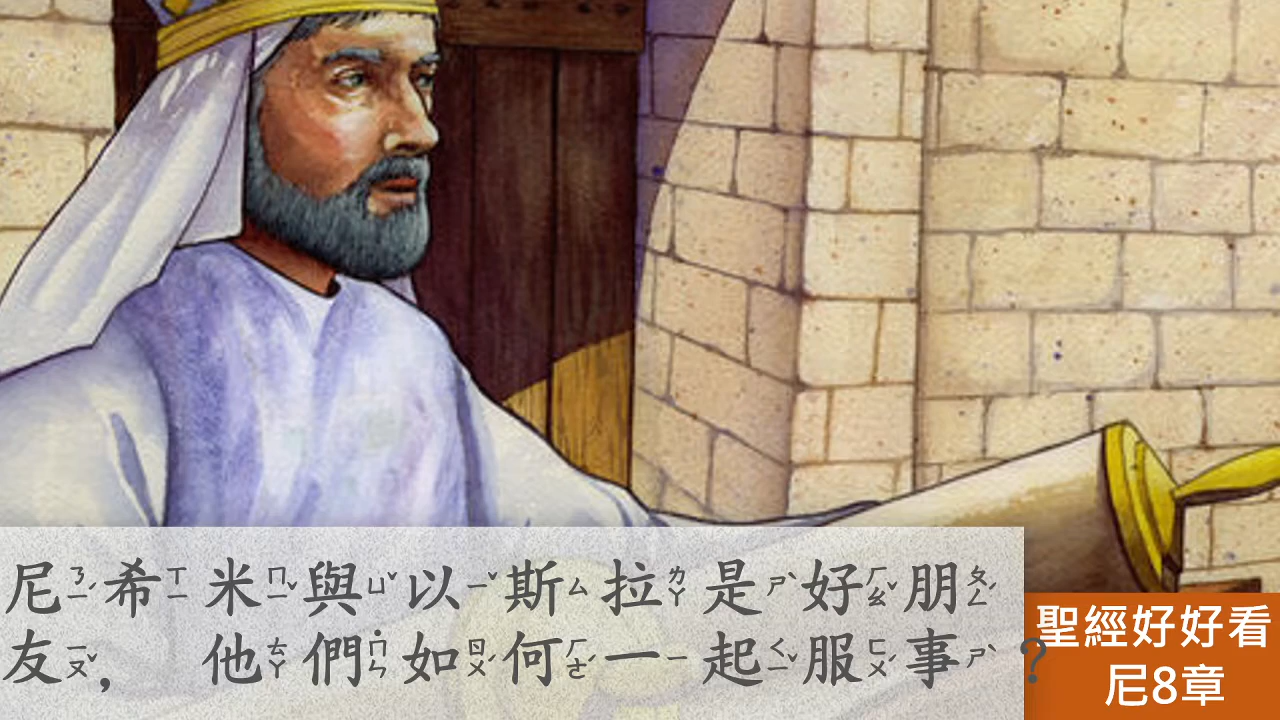 尼希米與以斯拉是好朋
友，他們如何一起服事？
聖經好好看
尼8章